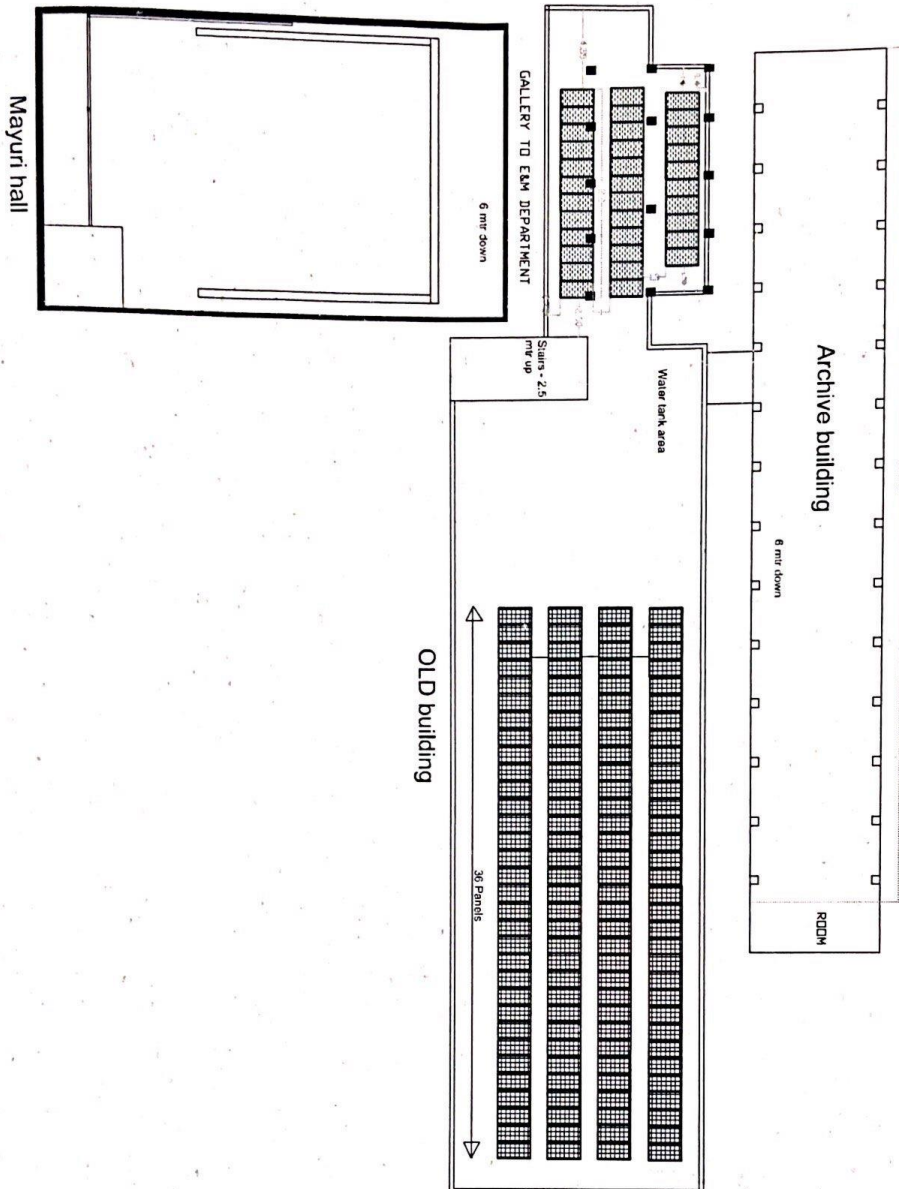 Mayuri hall
6 mtr down
GALLERY TO E&M DEPARTMENT
Stairs - 2.5
mtr up
Water tank area
Archive building
6 mtr down
ROOM
OLD building
36 Panels